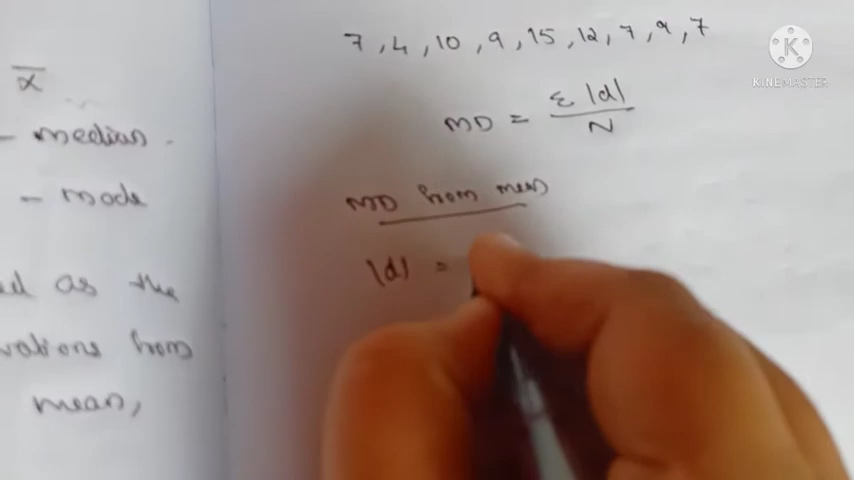 x̄
- median.
- mode
ed as the
vations from
mean,
7, 4, 10, 9, 15, 12, 7, 9, 7
MD = Σ|d| / N
MD from mean
|d| =
K
KINEMASTER